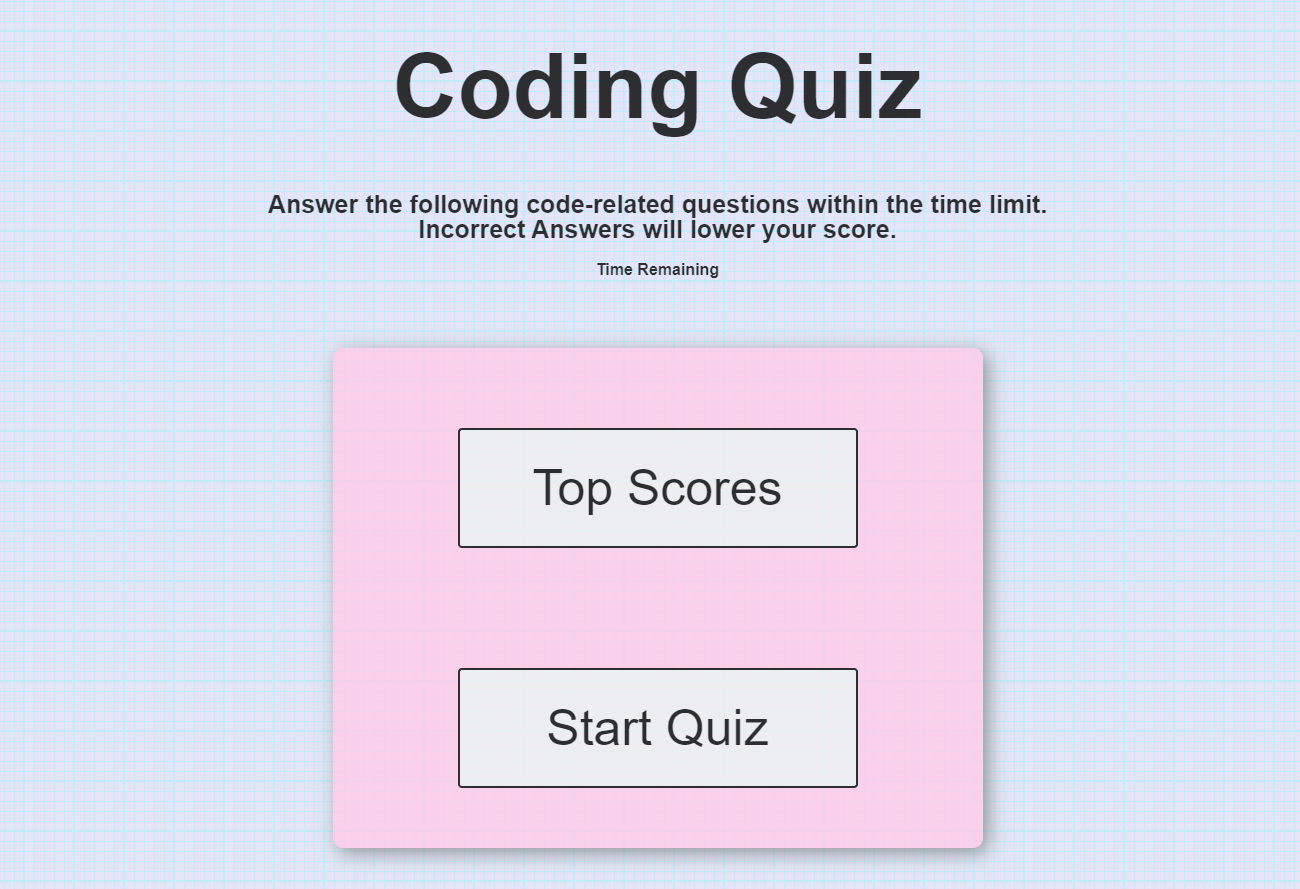 Coding Quiz
Answer the following code-related questions within the time limit.
Incorrect Answers will lower your score.
Time Remaining
Top Scores
Start Quiz